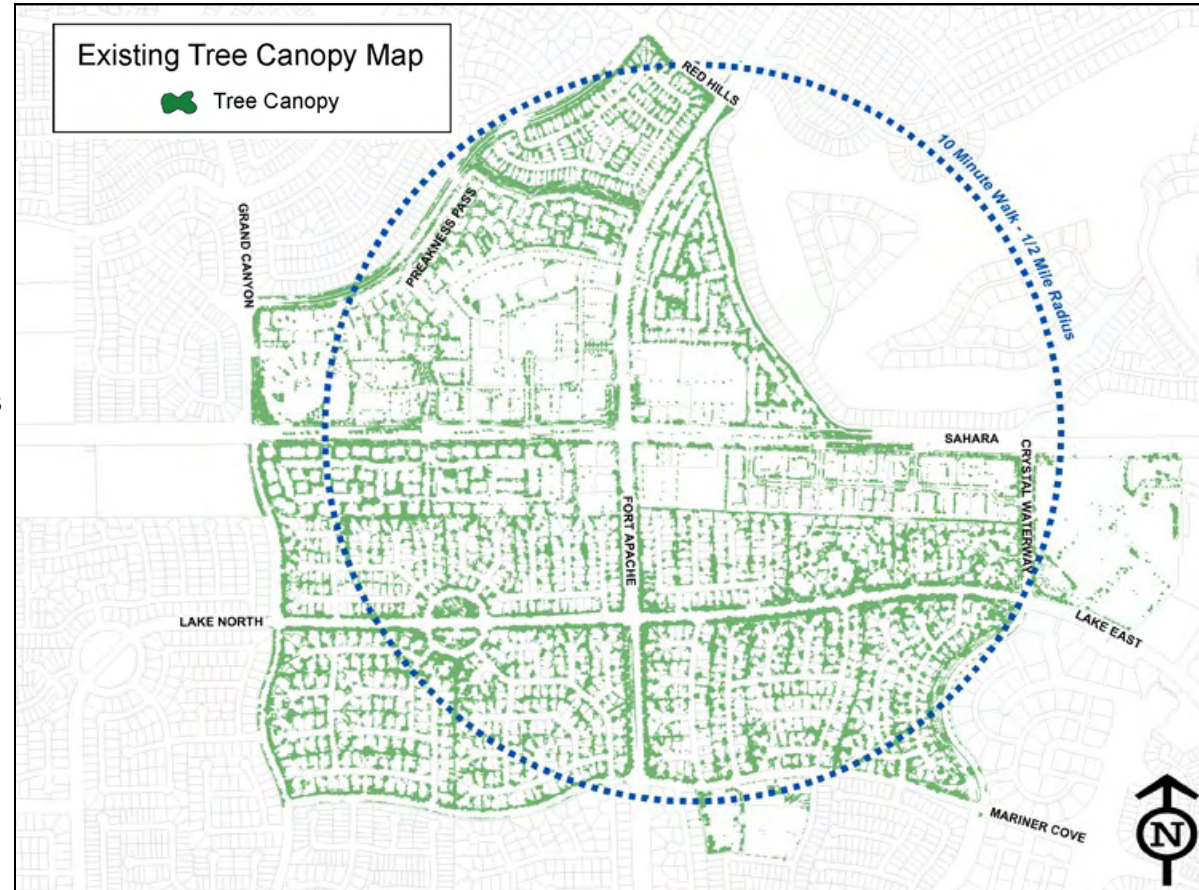 Existing Tree Canopy Map
Tree Canopy
RED HILLS
10 Minute Walk - 1/2 Mile Radius
GRAND CANYON
PREAKNESS PASS
SAHARA
CRYSTAL WATERWAY
FORT APACHE
LAKE NORTH
LAKE EAST
MARINER COVE
N